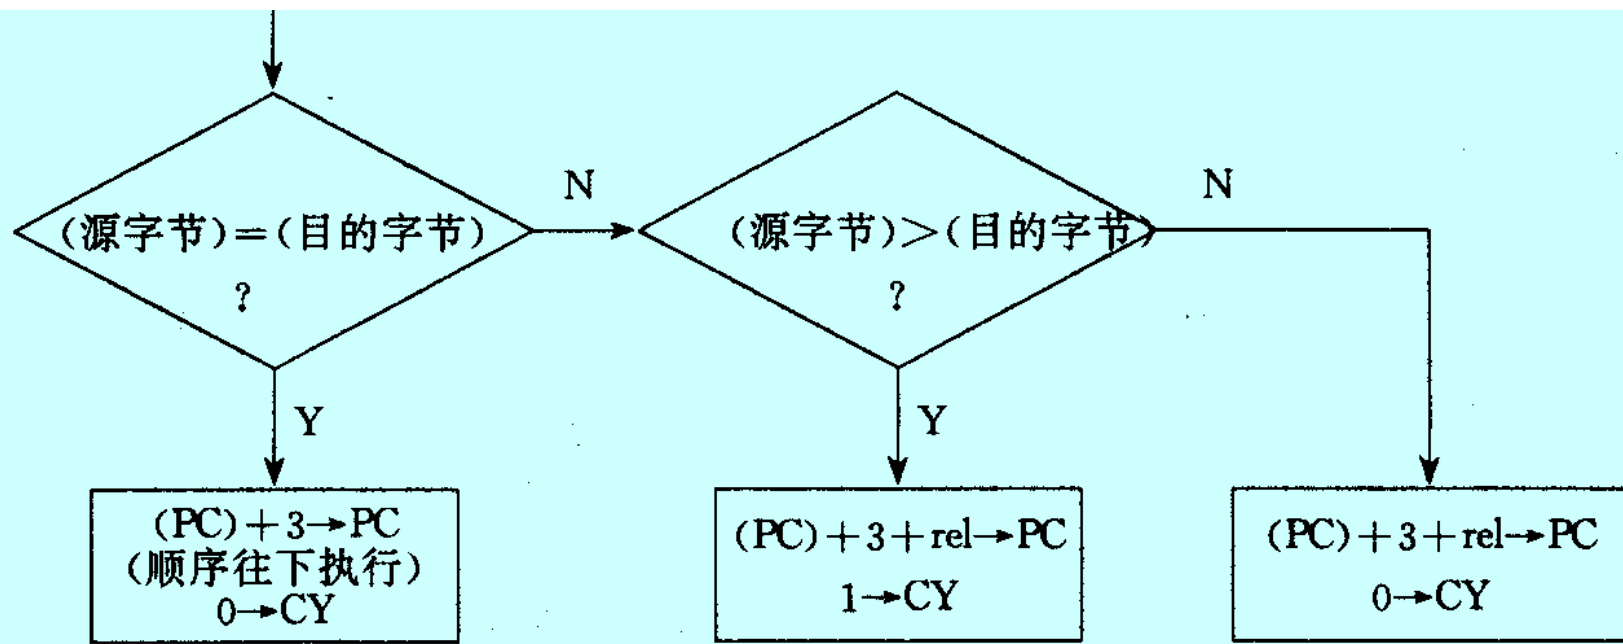 (源字节)=(目的字节)
?
N
Y
(源字节)>(目的字节)
?
N
Y
(PC)+3→PC
(顺序往下执行)
0→CY
(PC)+3+rel→PC
1→CY
(PC)+3+rel→PC
0→CY